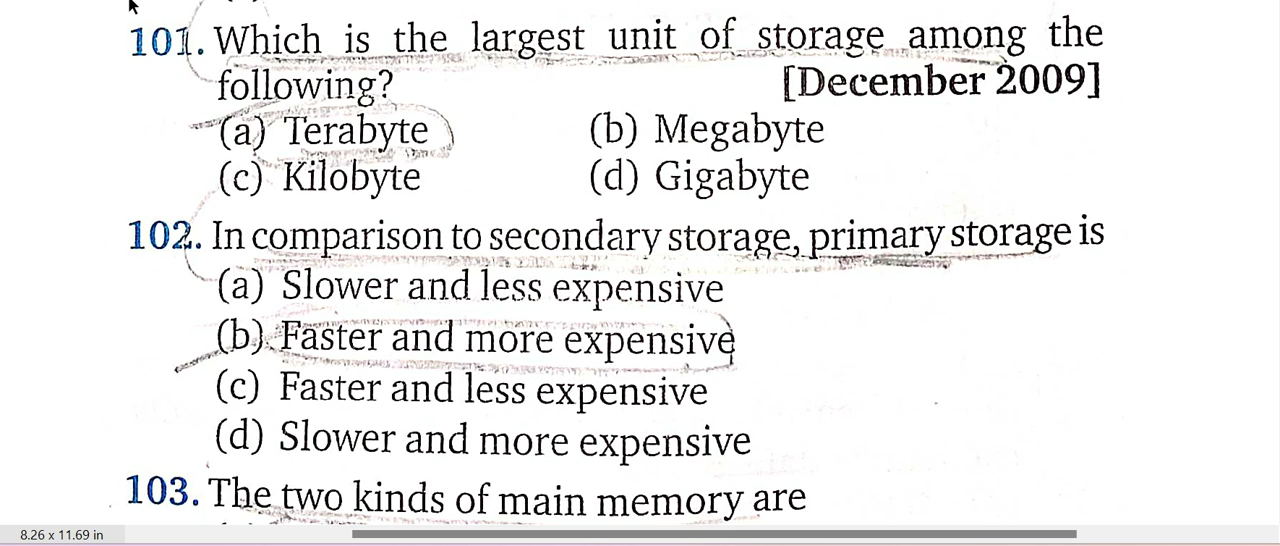 101. Which is the largest unit of storage among the
following? [December 2009]
(a) Terabyte (b) Megabyte
(c) Kilobyte (d) Gigabyte
102. In comparison to secondary storage, primary storage is
(a) Slower and less expensive
(b) Faster and more expensive
(c) Faster and less expensive
(d) Slower and more expensive
103. The two kinds of main memory are
8.26 x 11.69 in